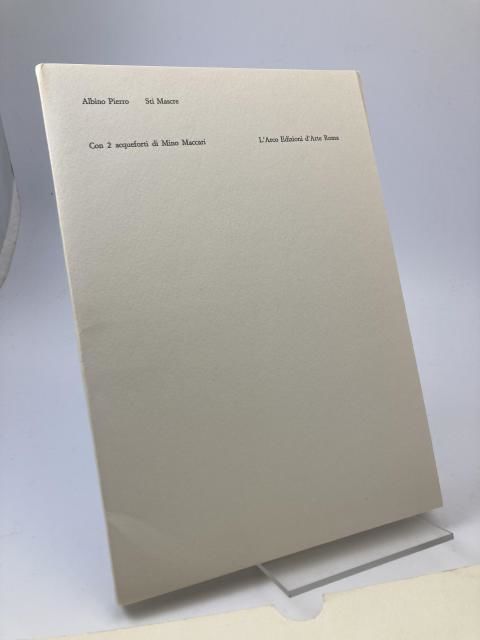 Albino Pierro Sti Mascre
Con 2 acqueforti di Mino Maccari L'Arco Edizioni d'Arte Roma